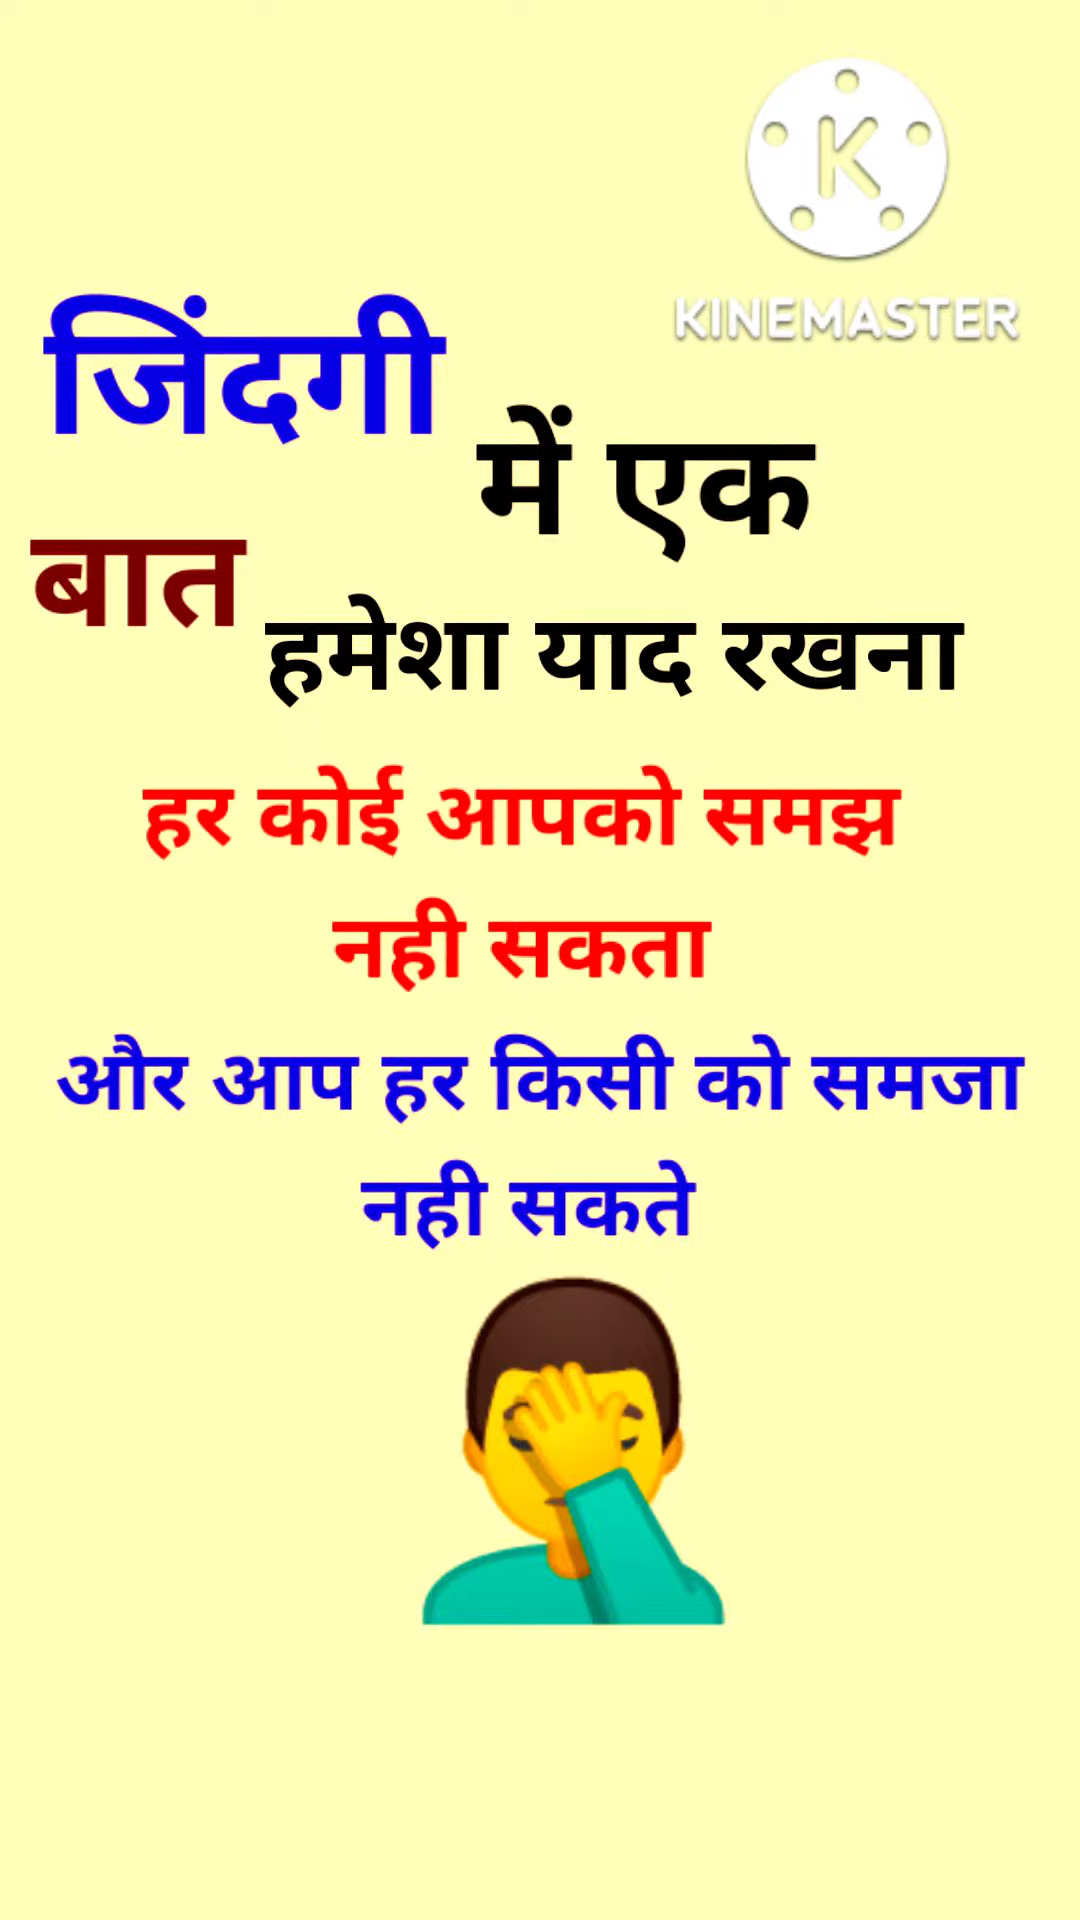 KINEMASTER
जिंदगी
में एक
बात
हमेशा याद रखना
हर कोई आपको समझ
नही सकता
और आप हर किसी को समजा
नही सकते